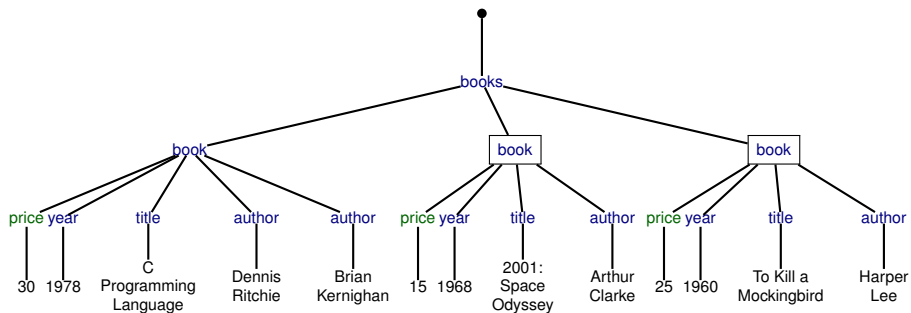 books
book
book
book
price year title author author
price year title author
price year title author
30
1978
C
Programming
Language
Dennis
Ritchie
Brian
Kernighan
15
1968
2001:
Space
Odyssey
Arthur
Clarke
25
1960
To Kill a
Mockingbird
Harper
Lee